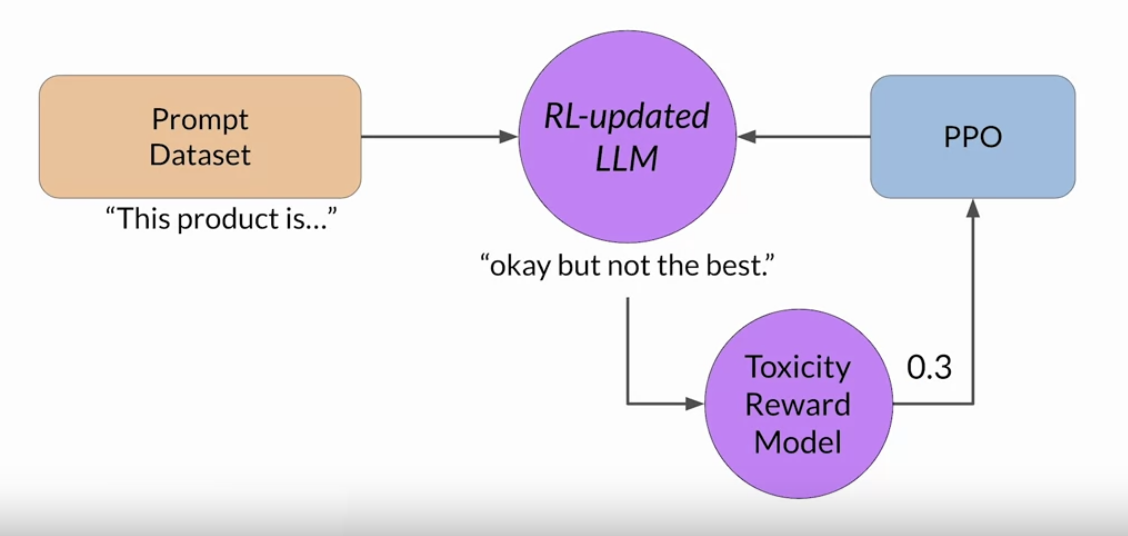 Prompt
Dataset
“This product is...”
RL-updated
LLM
“okay but not the best.”
PPO
Toxicity
Reward
Model
0.3